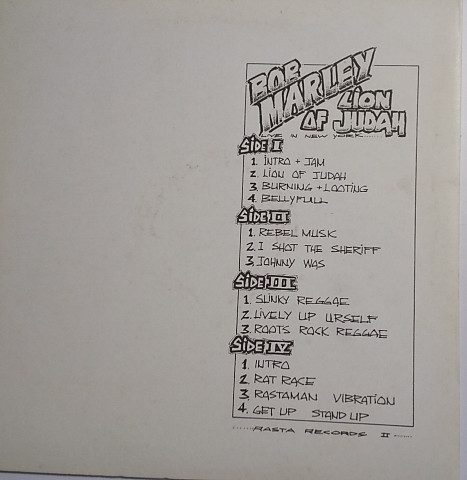 BOB
MARLEY
LION
OF JUDAH
LIVE IN NEW YORK....
SIDE I
1. INTRO + JAM
2. LION OF JUDAH
3. BURNING + LOOTING
4. BELLYFULL
SIDE II
1. REBEL MUSK
2. I SHOT THE SHERIFF
3. JOHNNY WAS
SIDE III
1. SLINKY REGGAE
2. LIVELY UP URSELF
3. ROOTS ROCK REGGAE
SIDE IV
1. INTRO
2. RAT RACE
3. RASTAMAN VIBRATION
4. GET UP STAND UP
......RASTA RECORDS II ......